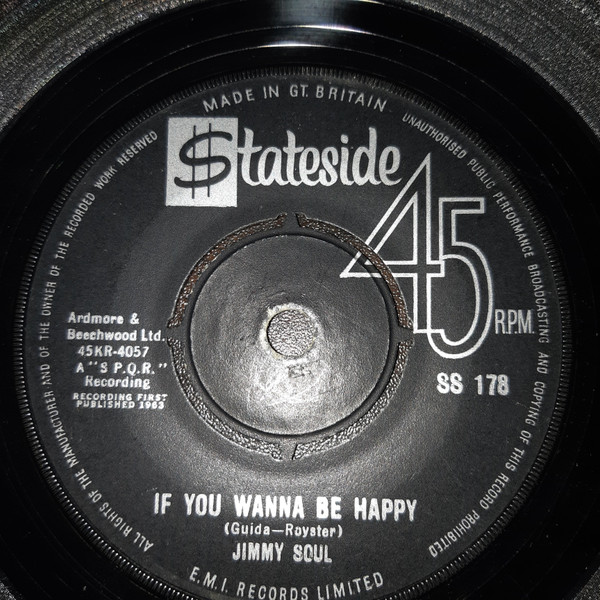 MADE IN GT. BRITAIN
UNAUTHORISED PUBLIC PERFORMANCE BROADCASTING AND COPYING OF THIS RECORD PROHIBITED
ALL RIGHTS OF THE MANUFACTURER AND OF THE OWNER OF THE RECORDED WORK RESERVED
$tateside
45 R.P.M.
Ardmore &
Beechwood Ltd.
45KR-4057
A "S P.Q.R."
Recording
RECORDING FIRST
PUBLISHED 1963
SS 178
IF YOU WANNA BE HAPPY
(Guida—Royster)
JIMMY SOUL
E.M.I. RECORDS LIMITED